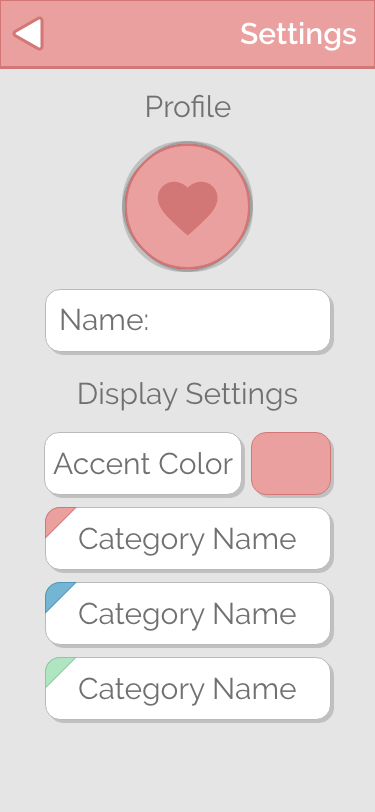 Settings
Profile
Name:
Display Settings
Accent Color
Category Name
Category Name
Category Name